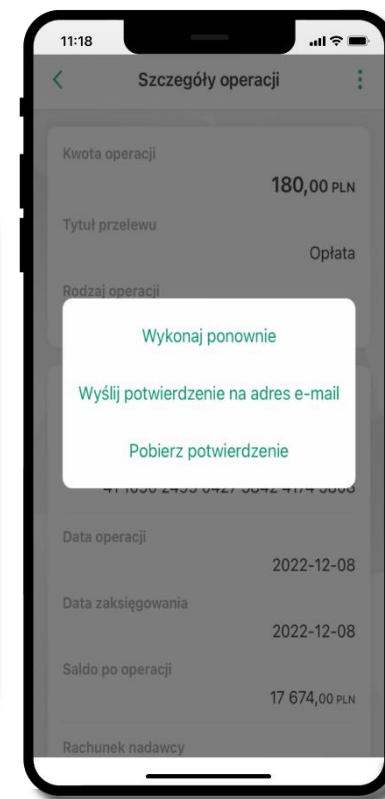 11:18
Szczegóły operacji
Kwota operacji
180,00 PLN
Tytuł przelewu
Opłata
Rodzaj operacji
Wykonaj ponownie
Wyślij potwierdzenie na adres e-mail
Pobierz potwierdzenie
Data operacji
2022-12-08
Data zaksięgowania
2022-12-08
Saldo po operacji
17 674,00 PLN
Rachunek nadawcy